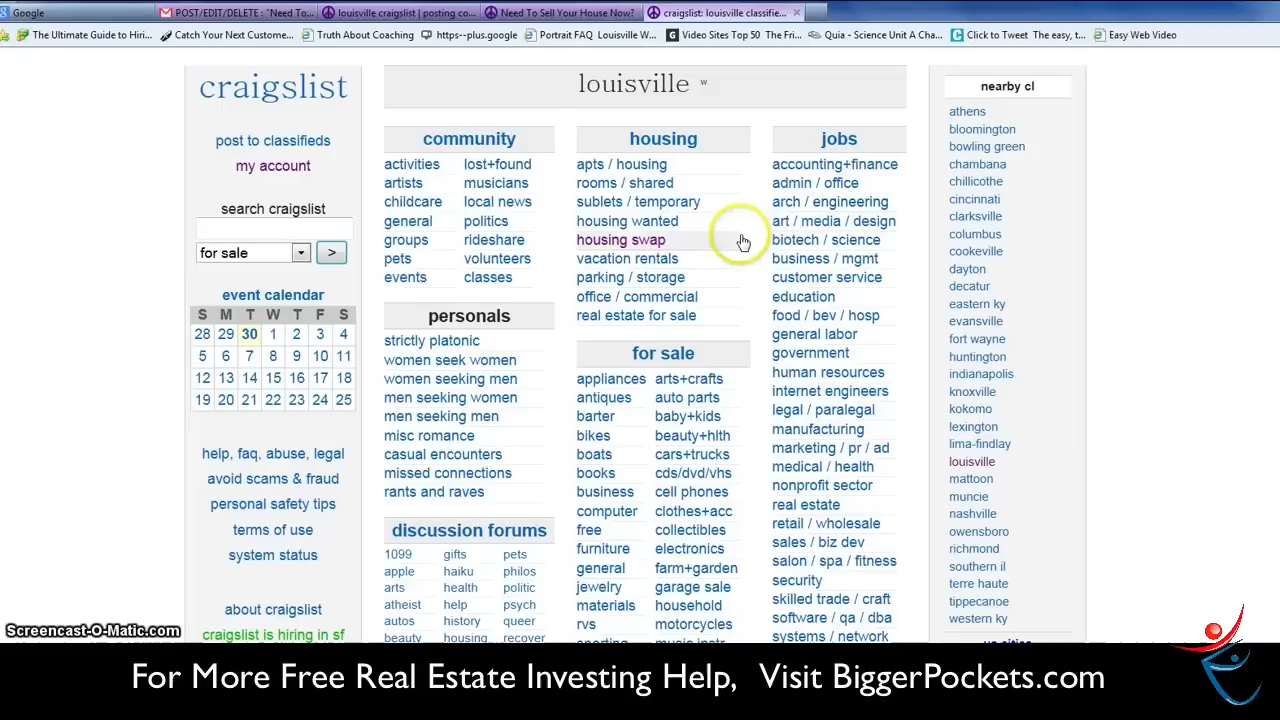 Google
POST/EDIT/DELETE : "Need To...
louisville craigslist | posting co...
Need To Sell Your House Now?
craigslist: louisville classifie...
The Ultimate Guide to Hiri...
Catch Your Next Custome...
Truth About Coaching
https--plus.google
Portrait FAQ Louisville W...
Video Sites Top 50 The Fri...
Quia - Science Unit A Cha...
Click to Tweet The easy, t...
Easy Web Video
craigslist
post to classifieds
my account
search craigslist
for sale
>
event calendar
S M T W T F S
28 29 30 1 2 3 4
5 6 7 8 9 10 11
12 13 14 15 16 17 18
19 20 21 22 23 24 25
help, faq, abuse, legal
avoid scams & fraud
personal safety tips
terms of use
system status
about craigslist
craigslist is hiring in sf
louisville w
community
activities lost+found
artists musicians
childcare local news
general politics
groups rideshare
pets volunteers
events classes
personals
strictly platonic
women seek women
women seeking men
men seeking women
men seeking men
misc romance
casual encounters
missed connections
rants and raves
discussion forums
1099 gifts pets
apple haiku philos
arts health politic
atheist help psych
autos history queer
beauty housing recover
housing
apts / housing
rooms / shared
sublets / temporary
housing wanted
housing swap
vacation rentals
parking / storage
office / commercial
real estate for sale
for sale
appliances arts+crafts
antiques auto parts
barter baby+kids
bikes beauty+hlth
boats cars+trucks
books cds/dvd/vhs
business cell phones
computer clothes+acc
free collectibles
furniture electronics
general farm+garden
jewelry garage sale
materials household
rvs motorcycles
sporting music instr
jobs
accounting+finance
admin / office
arch / engineering
art / media / design
biotech / science
business / mgmt
customer service
education
food / bev / hosp
general labor
government
human resources
internet engineers
legal / paralegal
manufacturing
marketing / pr / ad
medical / health
nonprofit sector
real estate
retail / wholesale
sales / biz dev
salon / spa / fitness
security
skilled trade / craft
software / qa / dba
systems / network
nearby cl
athens
bloomington
bowling green
chambana
chillicothe
cincinnati
clarksville
columbus
cookeville
dayton
decatur
eastern ky
evansville
fort wayne
huntington
indianapolis
knoxville
kokomo
lexington
lima-findlay
louisville
mattoon
muncie
nashville
owensboro
richmond
southern il
terre haute
tippecanoe
western ky
us cities
Screencast-O-Matic.com
For More Free Real Estate Investing Help, Visit BiggerPockets.com